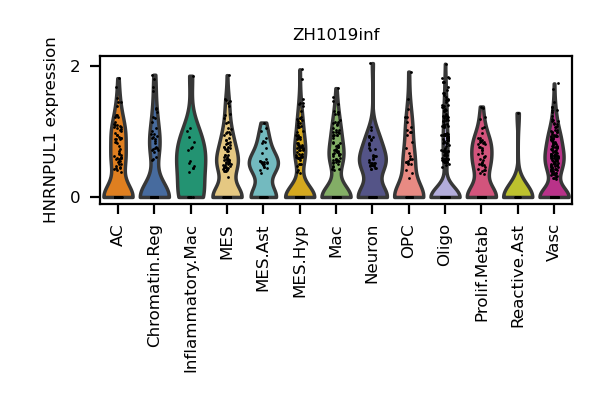 ZH1019inf
HNRNPUL1 expression
2
0
AC
Chromatin.Reg
Inflammatory.Mac
MES
MES.Ast
MES.Hyp
Mac
Neuron
OPC
Oligo
Prolif.Metab
Reactive.Ast
Vasc